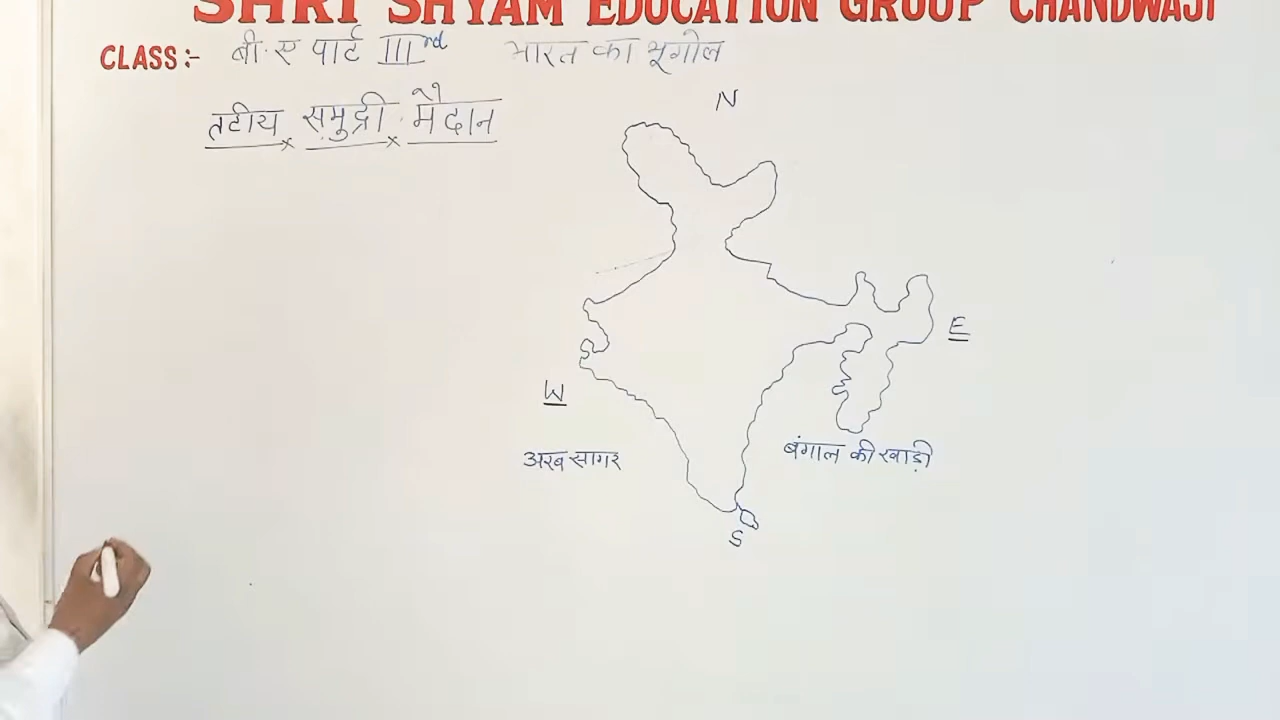 SHRI SHYAM EDUCATION GROUP CHANDWAJI
CLASS:- बी.ए पार्ट IIIrd भारत का भूगोल
तटीय समुद्री मैदान
N
E
W
अरब सागर
बंगाल की खाड़ी
S